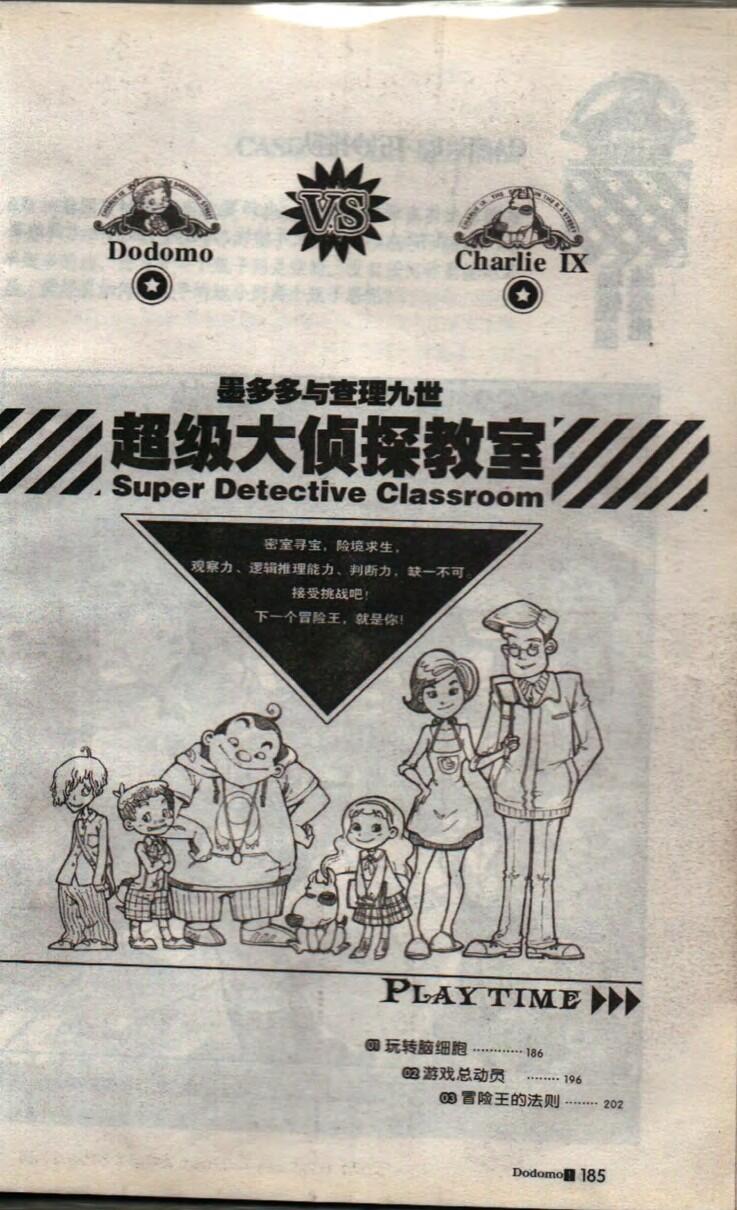 Dodomo
VS
Charlie IX
墨多多与查理九世
超级大侦探教室
Super Detective Classroom
密室寻宝，险境求生，
观察力、逻辑推理能力、判断力，缺一不可。
接受挑战吧！
下一个冒险王，就是你！
PLAY TIME
01 玩转脑细胞 ············ 186
02 游戏总动员 ········ 196
03 冒险王的法则 ········ 202
Dodomo! 185